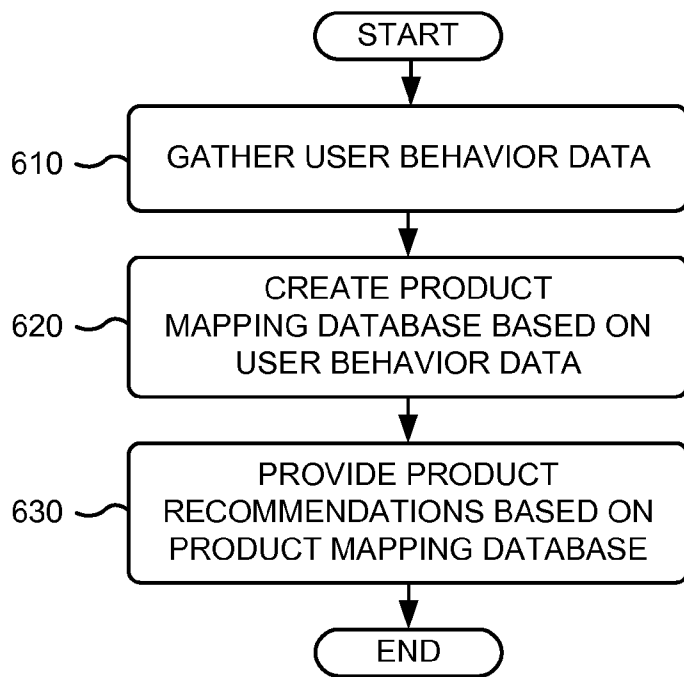 START
610
GATHER USER BEHAVIOR DATA
620
CREATE PRODUCT
MAPPING DATABASE BASED ON
USER BEHAVIOR DATA
630
PROVIDE PRODUCT
RECOMMENDATIONS BASED ON
PRODUCT MAPPING DATABASE
END